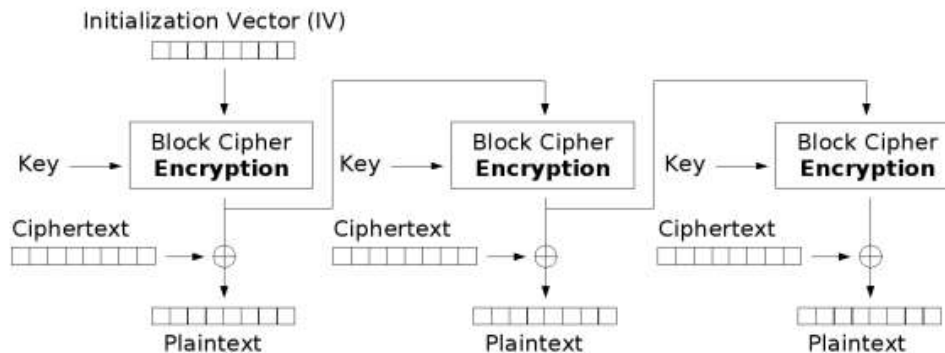 Initialization Vector (IV)
Block Cipher
Encryption
Key
Block Cipher
Encryption
Key
Block Cipher
Encryption
Key
Ciphertext
Ciphertext
Ciphertext
Plaintext
Plaintext
Plaintext